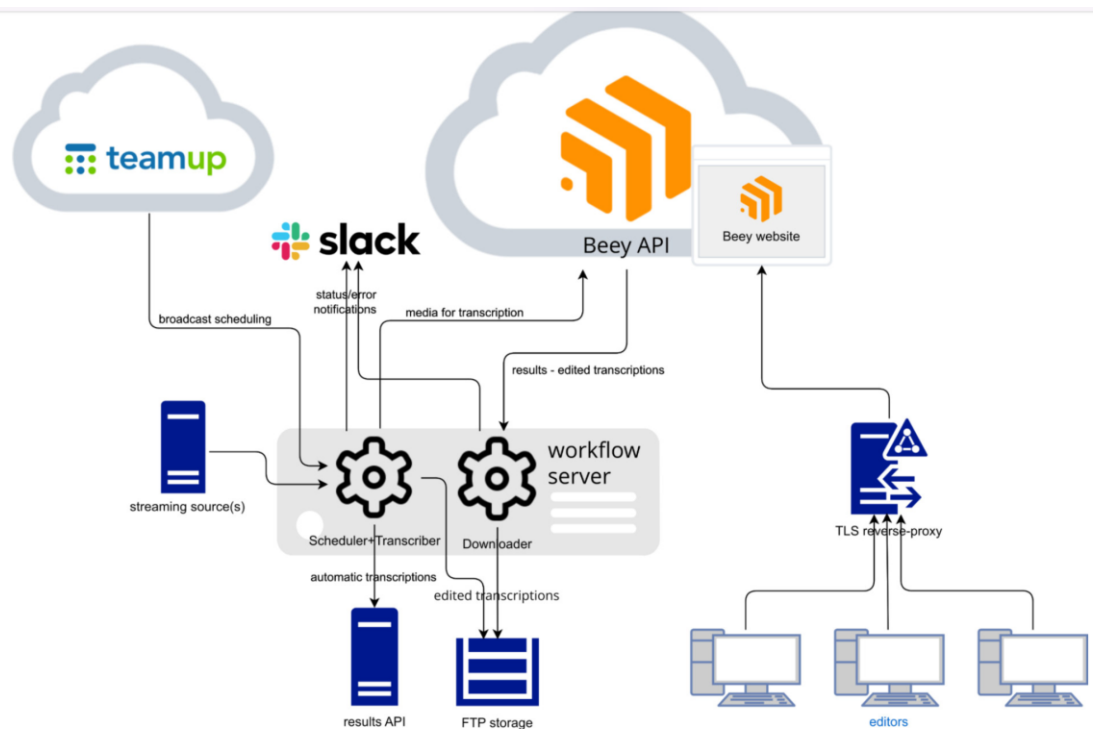 teamup
slack
Beey API
Beey website
status/error
notifications
broadcast scheduling
media for transcription
results - edited transcriptions
workflow
server
streaming source(s)
Scheduler+Transcriber
Downloader
TLS reverse-proxy
automatic transcriptions
edited transcriptions
results API
FTP storage
editors